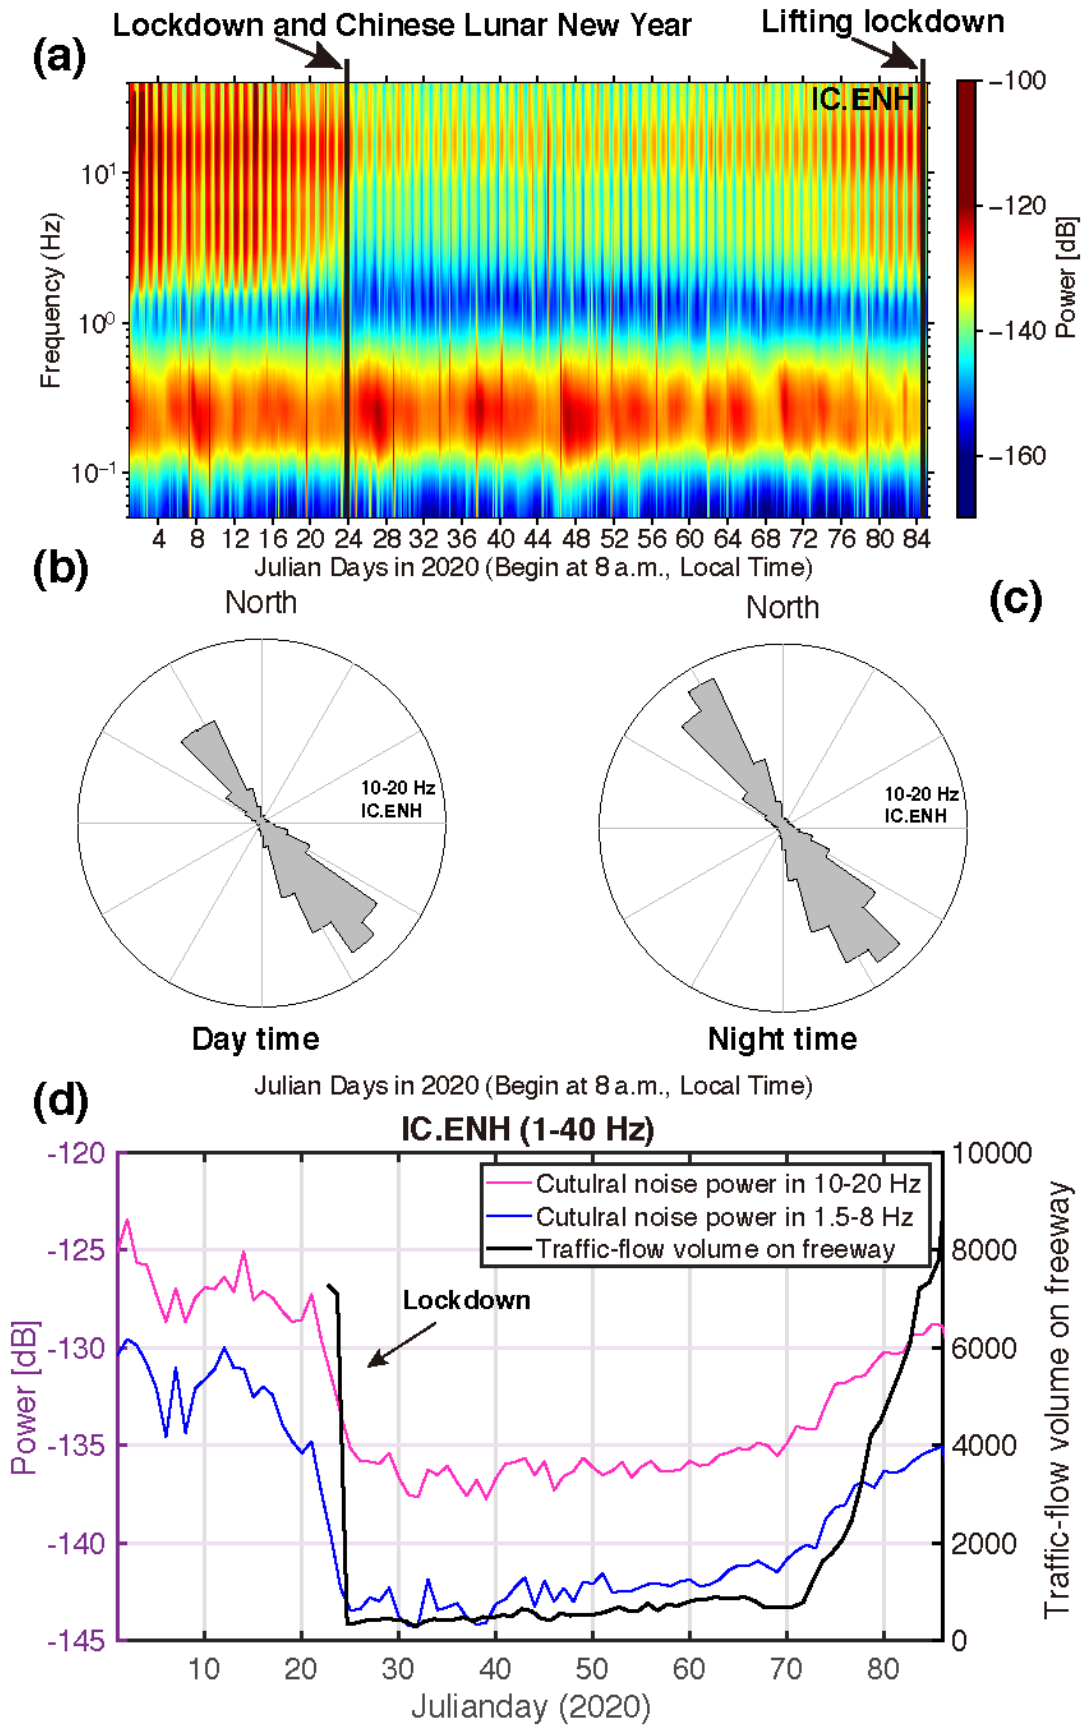 Lockdown and Chinese Lunar New Year
Lifting lockdown
(a)
IC.ENH
Frequency (Hz)
10¹
10⁰
10⁻¹
−100
−120
−140
−160
Power [dB]
4 8 12 16 20 24 28 32 36 40 44 48 52 56 60 64 68 72 76 80 84
Julian Days in 2020 (Begin at 8 a.m., Local Time)
(b)
North
10-20 Hz
IC.ENH
Day time
(c)
North
10-20 Hz
IC.ENH
Night time
Julian Days in 2020 (Begin at 8 a.m., Local Time)
(d)
IC.ENH (1-40 Hz)
Cutulral noise power in 10-20 Hz
Cutulral noise power in 1.5-8 Hz
Traffic-flow volume on freeway
Lockdown
Power [dB]
-120
-125
-130
-135
-140
-145
10000
8000
6000
4000
2000
0
Traffic-flow volume on freeway
10 20 30 40 50 60 70 80
Julianday (2020)